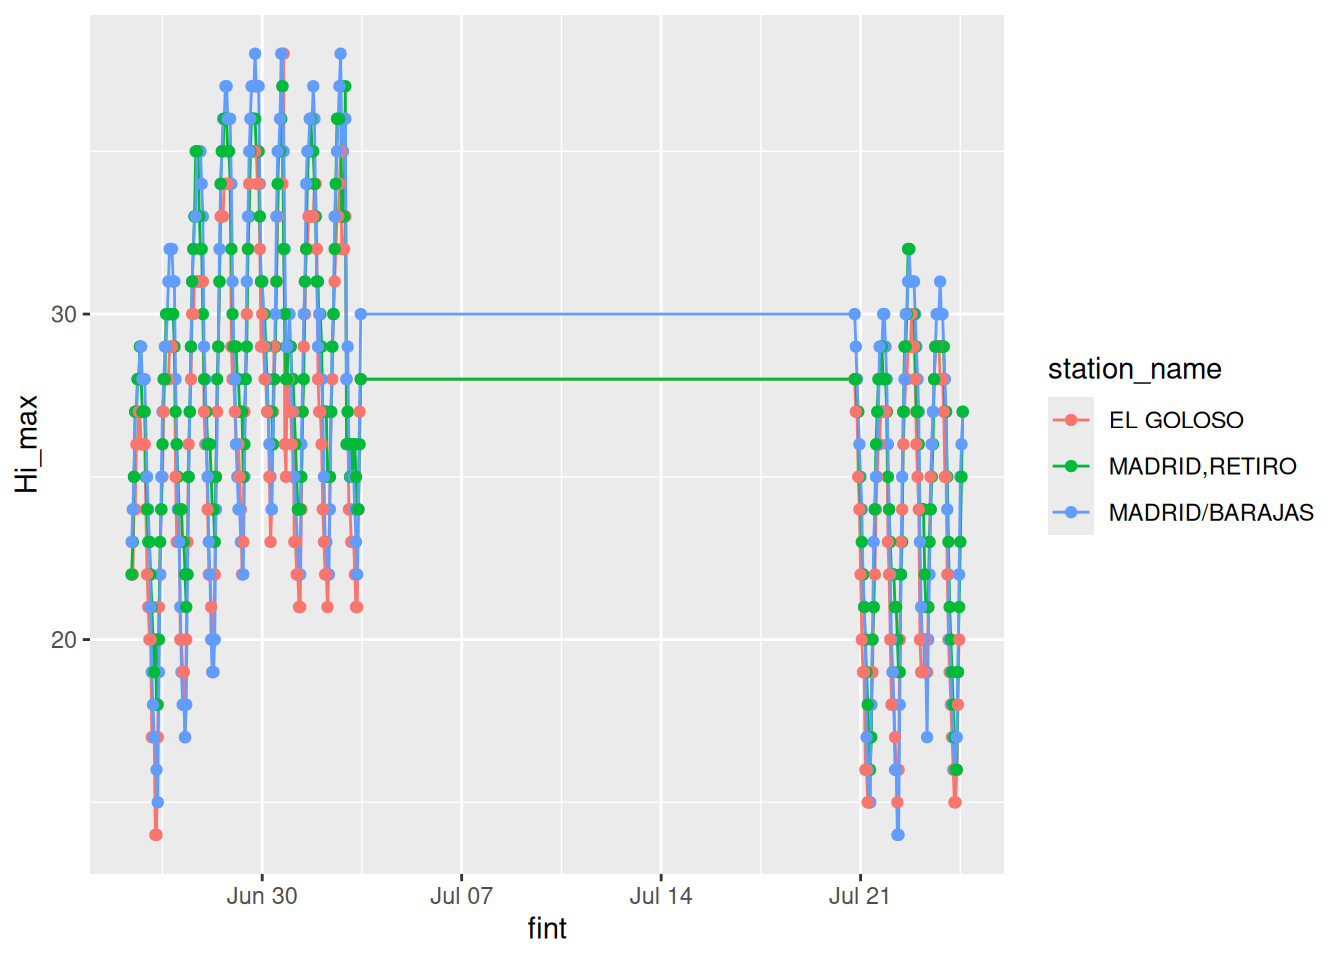 Hi_max
30
20
Jun 30
Jul 07
Jul 14
Jul 21
fint
station_name
EL GOLOSO
MADRID,RETIRO
MADRID/BARAJAS